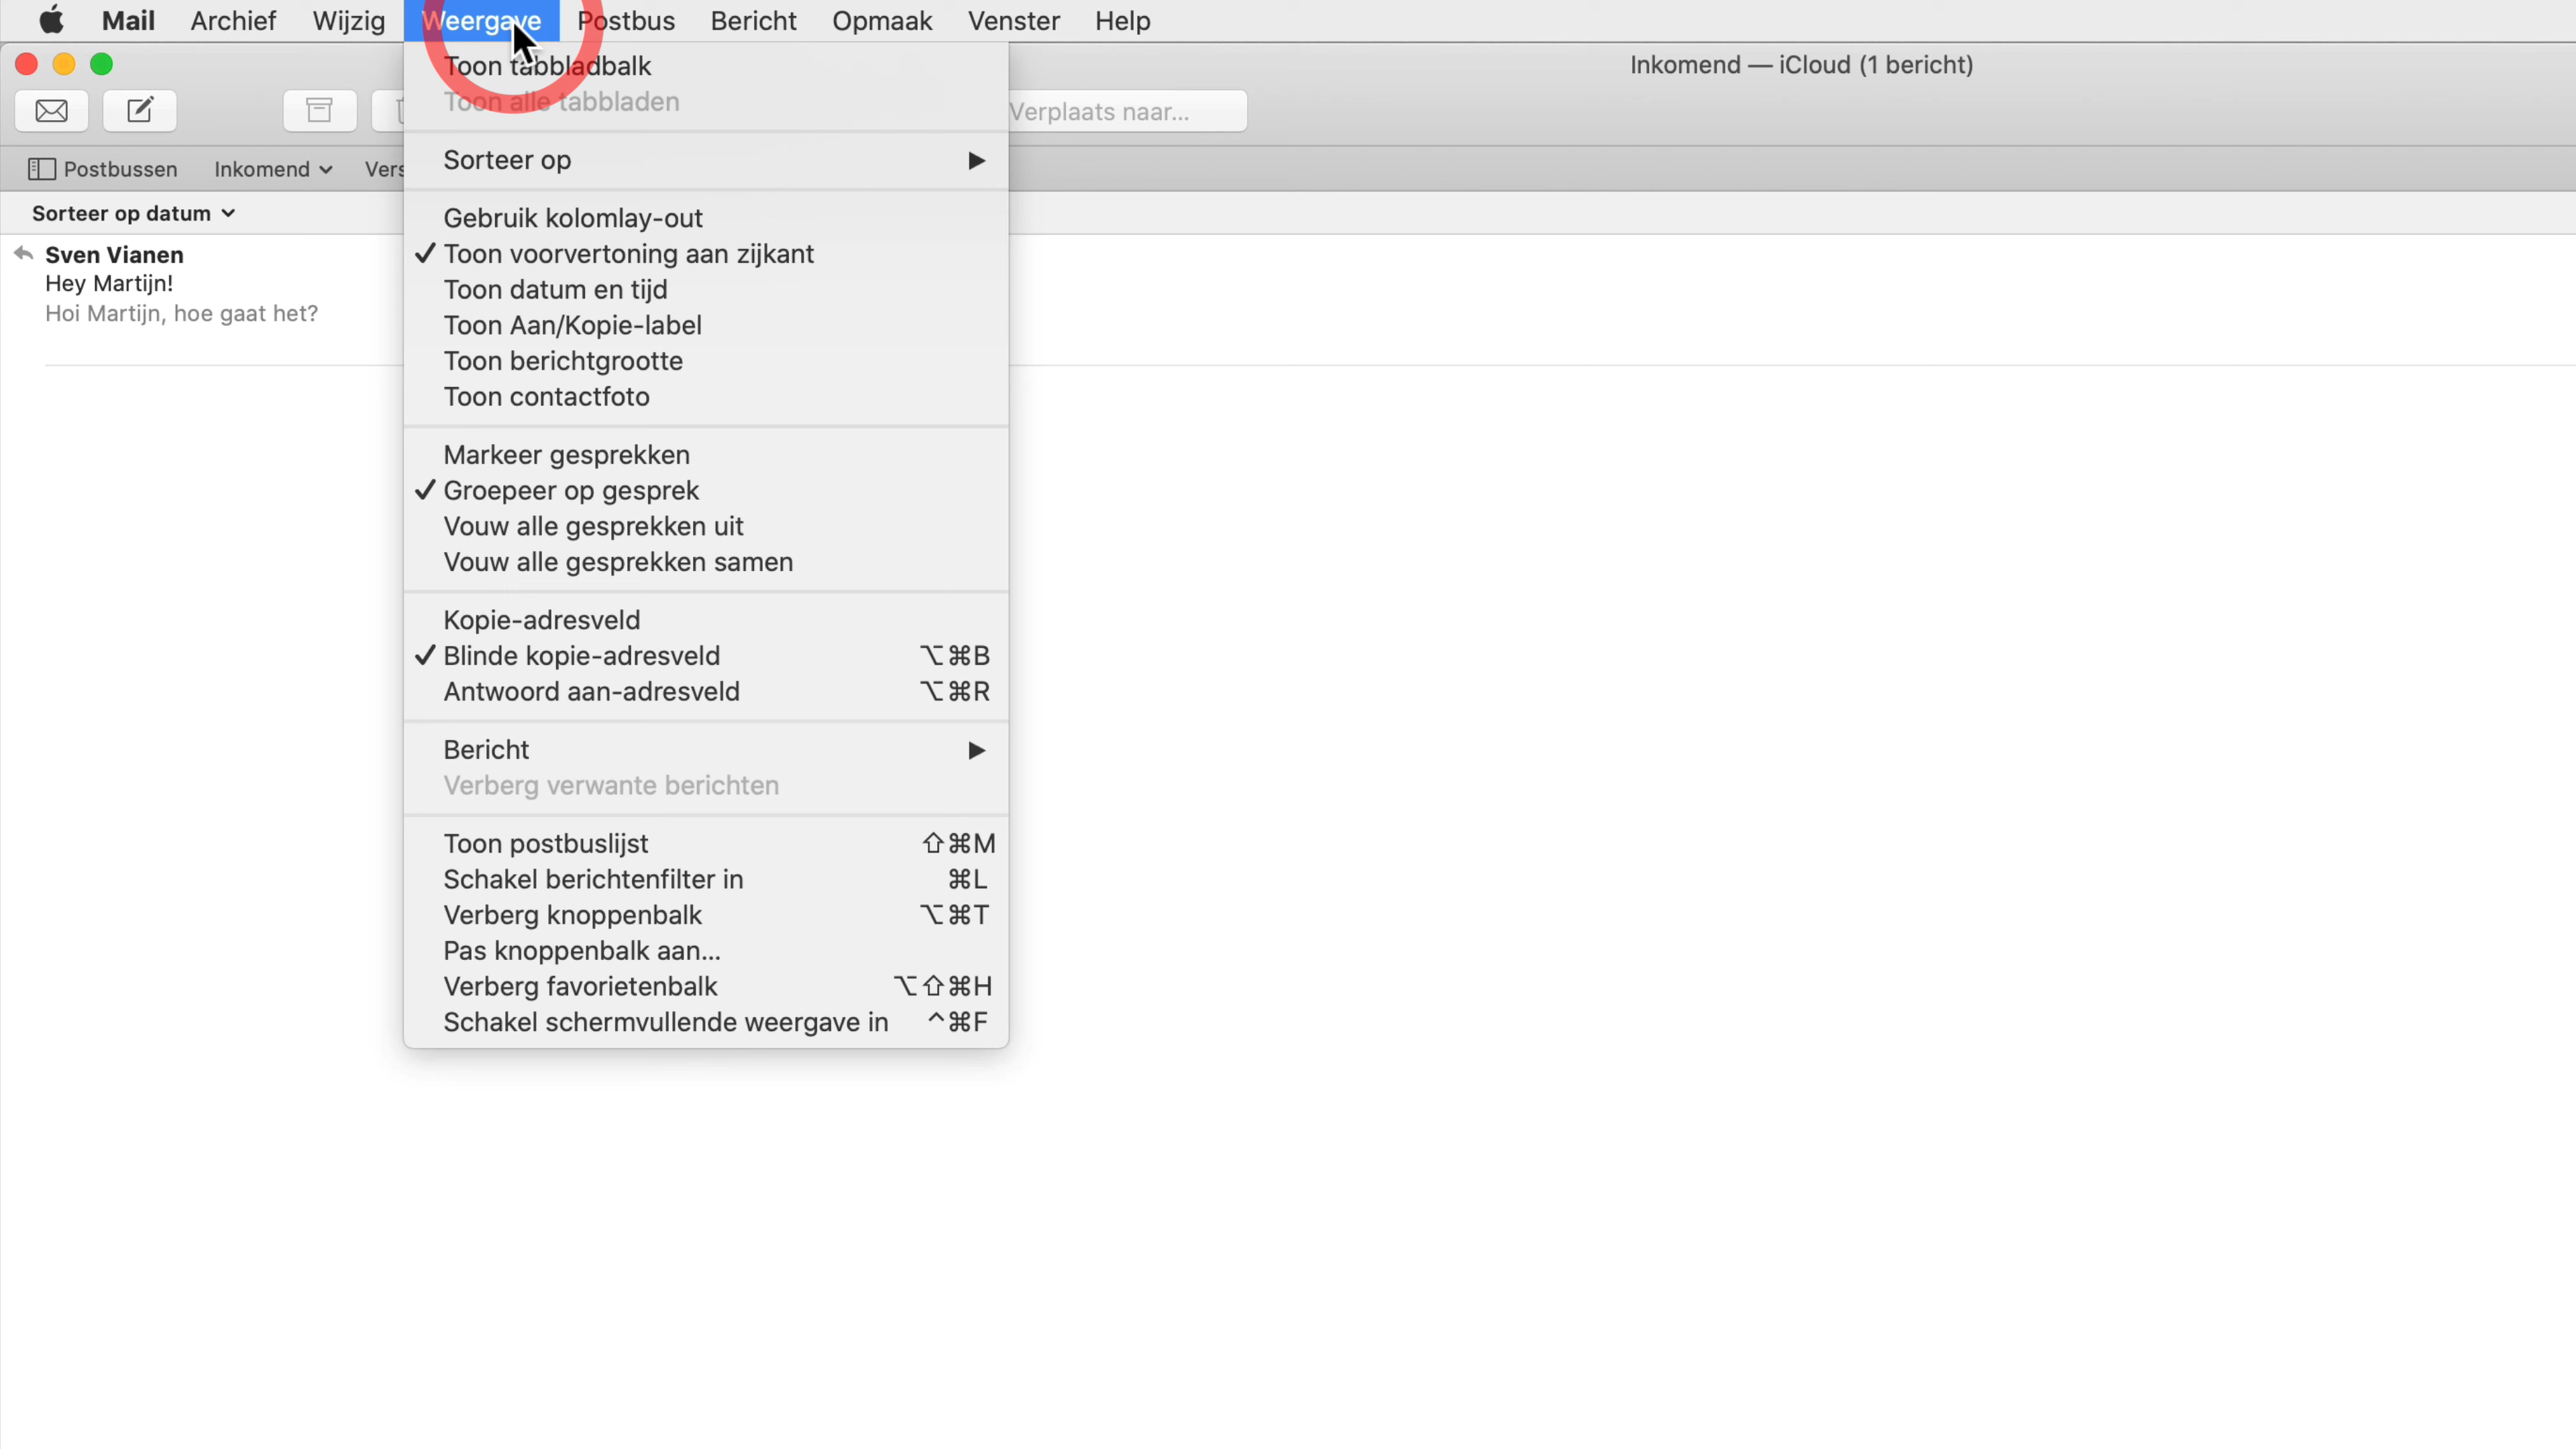 Mail Archief Wijzig Weergave Postbus Bericht Opmaak Venster Help
Inkomend — iCloud (1 bericht)
Verplaats naar...
Postbussen Inkomend Vers
Sorteer op datum
Sven Vianen
Hey Martijn!
Hoi Martijn, hoe gaat het?
Toon tabbladbalk
Toon alle tabbladen
Sorteer op
Gebruik kolomlay-out
✓ Toon voorvertoning aan zijkant
Toon datum en tijd
Toon Aan/Kopie-label
Toon berichtgrootte
Toon contactfoto
Markeer gesprekken
✓ Groepeer op gesprek
Vouw alle gesprekken uit
Vouw alle gesprekken samen
Kopie-adresveld
✓ Blinde kopie-adresveld ⌥⌘B
Antwoord aan-adresveld ⌥⌘R
Bericht
Verberg verwante berichten
Toon postbuslijst ⇧⌘M
Schakel berichtenfilter in ⌘L
Verberg knoppenbalk ⌥⌘T
Pas knoppenbalk aan...
Verberg favorietenbalk ⌥⇧⌘H
Schakel schermvullende weergave in ^⌘F